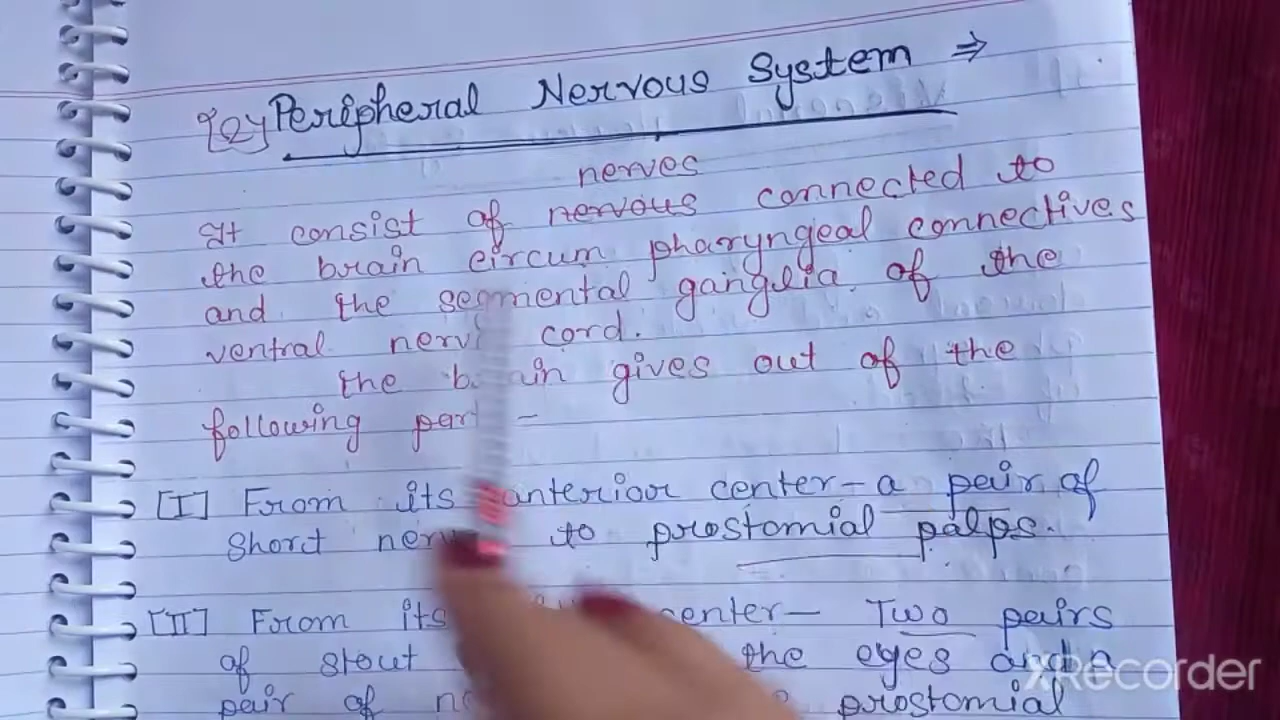 [2] Peripheral Nervous System ⇒
nerves
It consist of nervous connected to
the brain circum pharyngeal connectives
and the segmental ganglia of the
ventral cord.
the gives out of the
following –
[I] From its anterior center – a pair of
Short to prostomial palps.
[II] From its – Two pairs
of stout the eyes and a
pair of prostomial
XRecorder